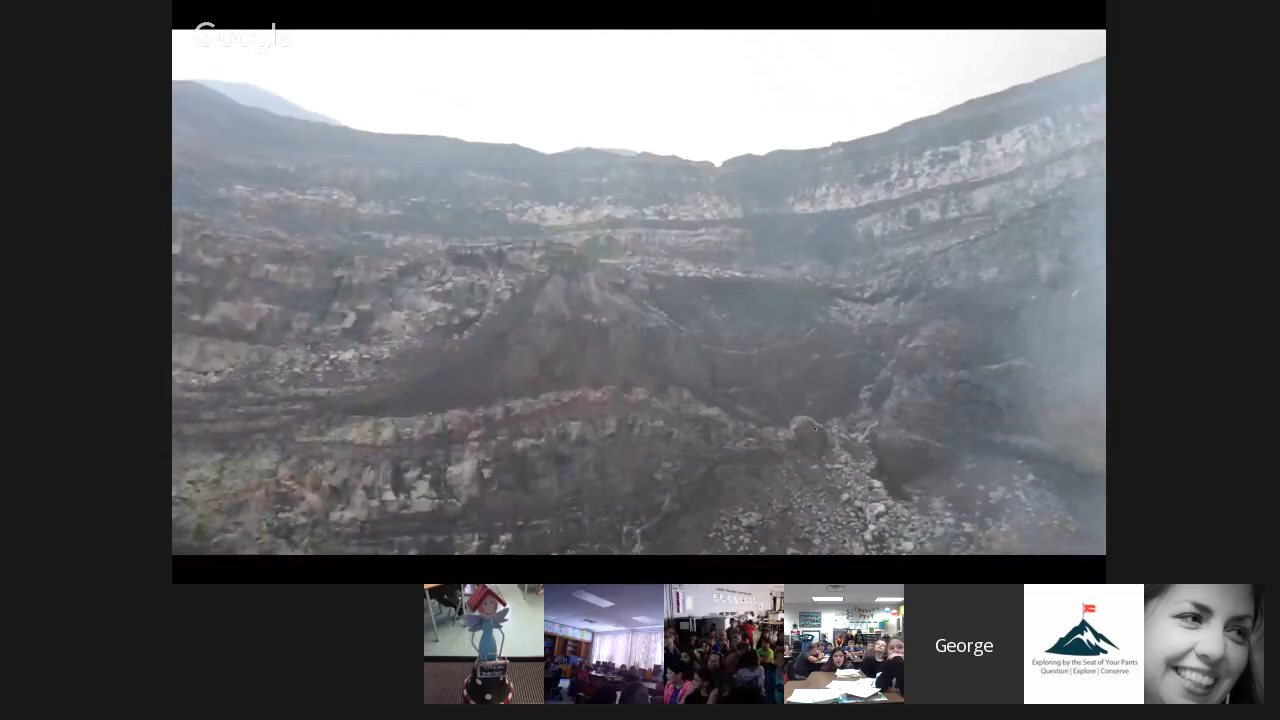 Google
George
Exploring by the Seat of Your Pants
Question | Explore | Conserve